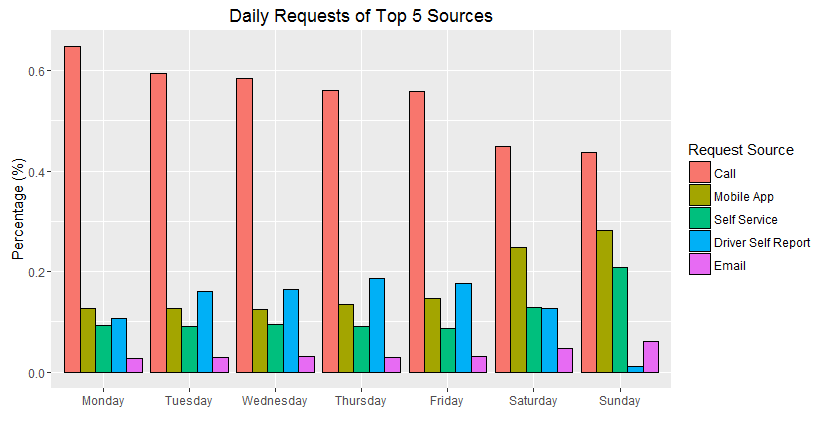 Daily Requests of Top 5 Sources
Percentage (%)
0.6
0.4
0.2
0.0
Monday Tuesday Wednesday Thursday Friday Saturday Sunday
Request Source
Call
Mobile App
Self Service
Driver Self Report
Email